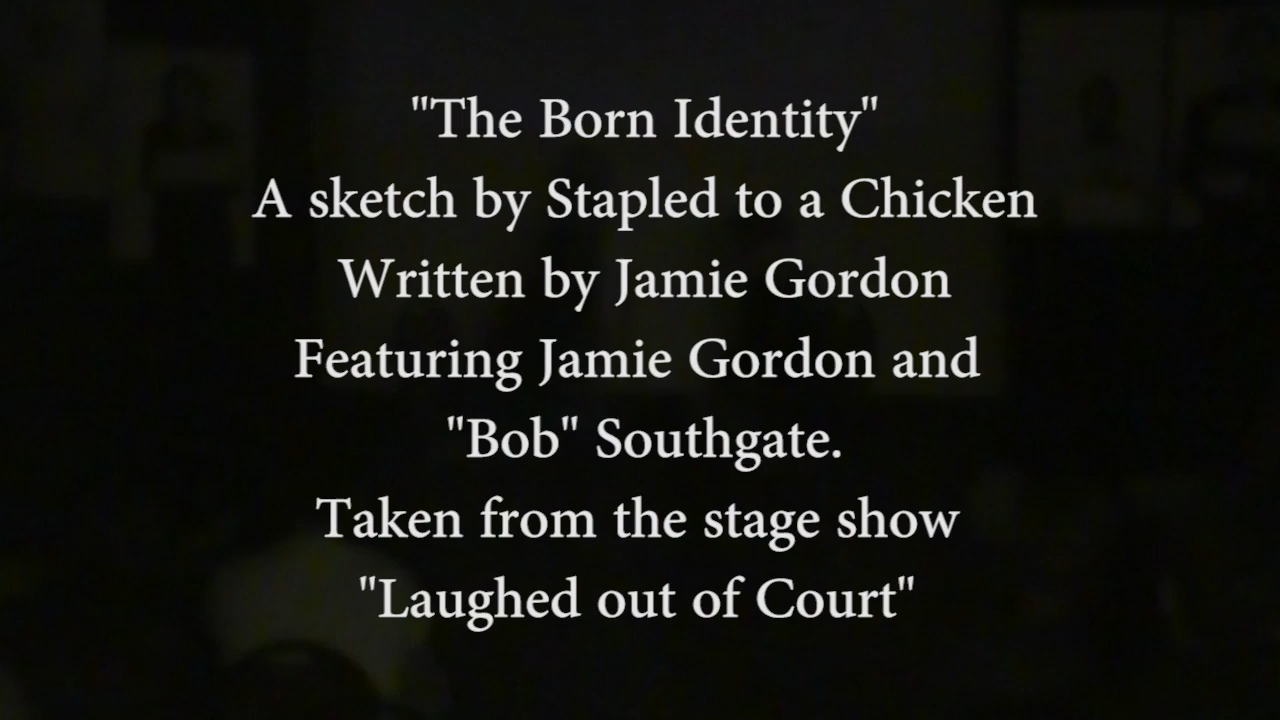 "The Born Identity"
A sketch by Stapled to a Chicken
Written by Jamie Gordon
Featuring Jamie Gordon and
"Bob" Southgate.
Taken from the stage show
"Laughed out of Court"